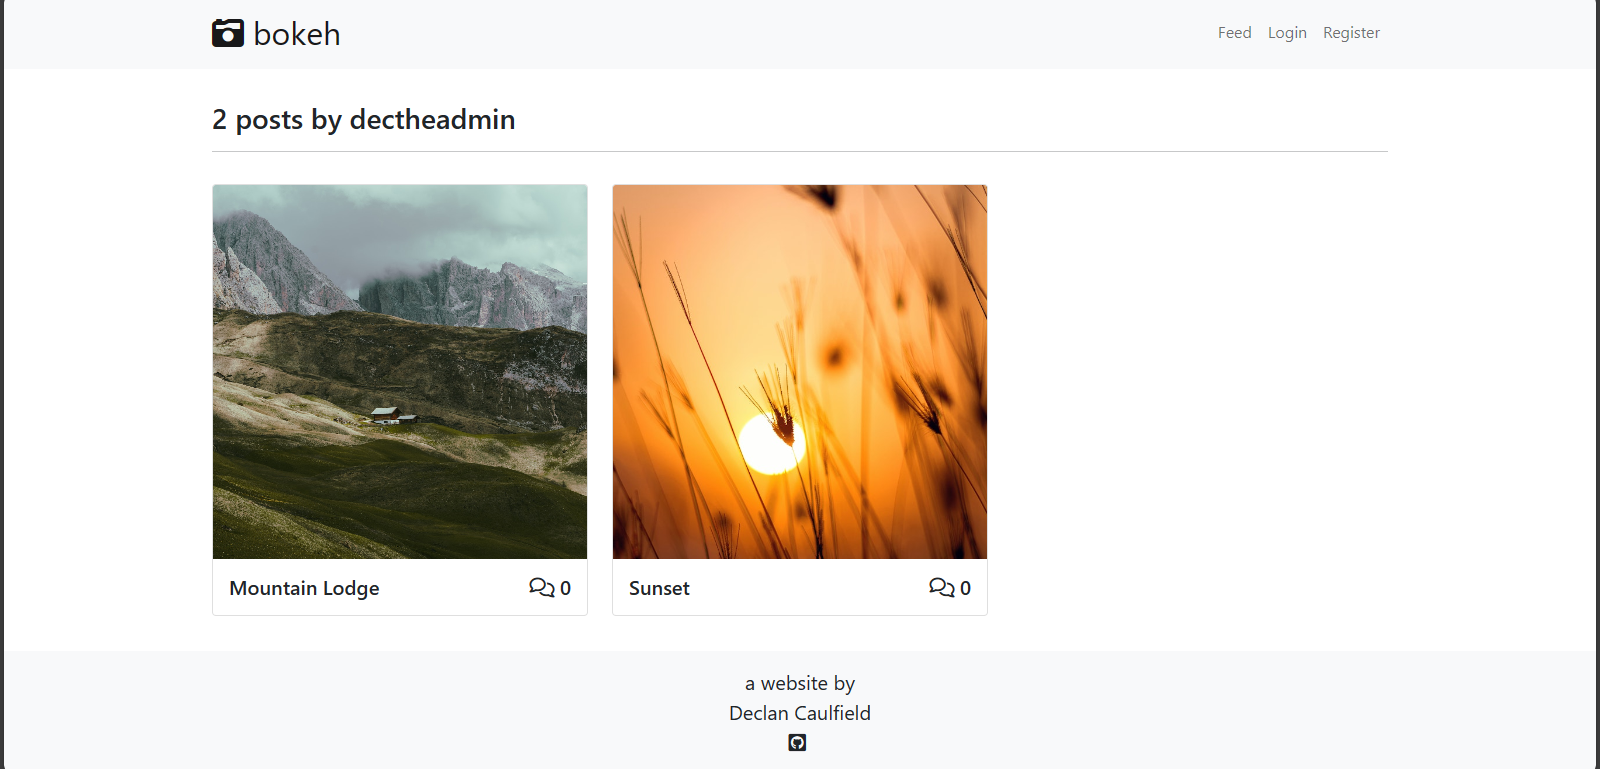 bokeh
Feed Login Register
2 posts by dectheadmin
Mountain Lodge 0
Sunset 0
a website by
Declan Caulfield